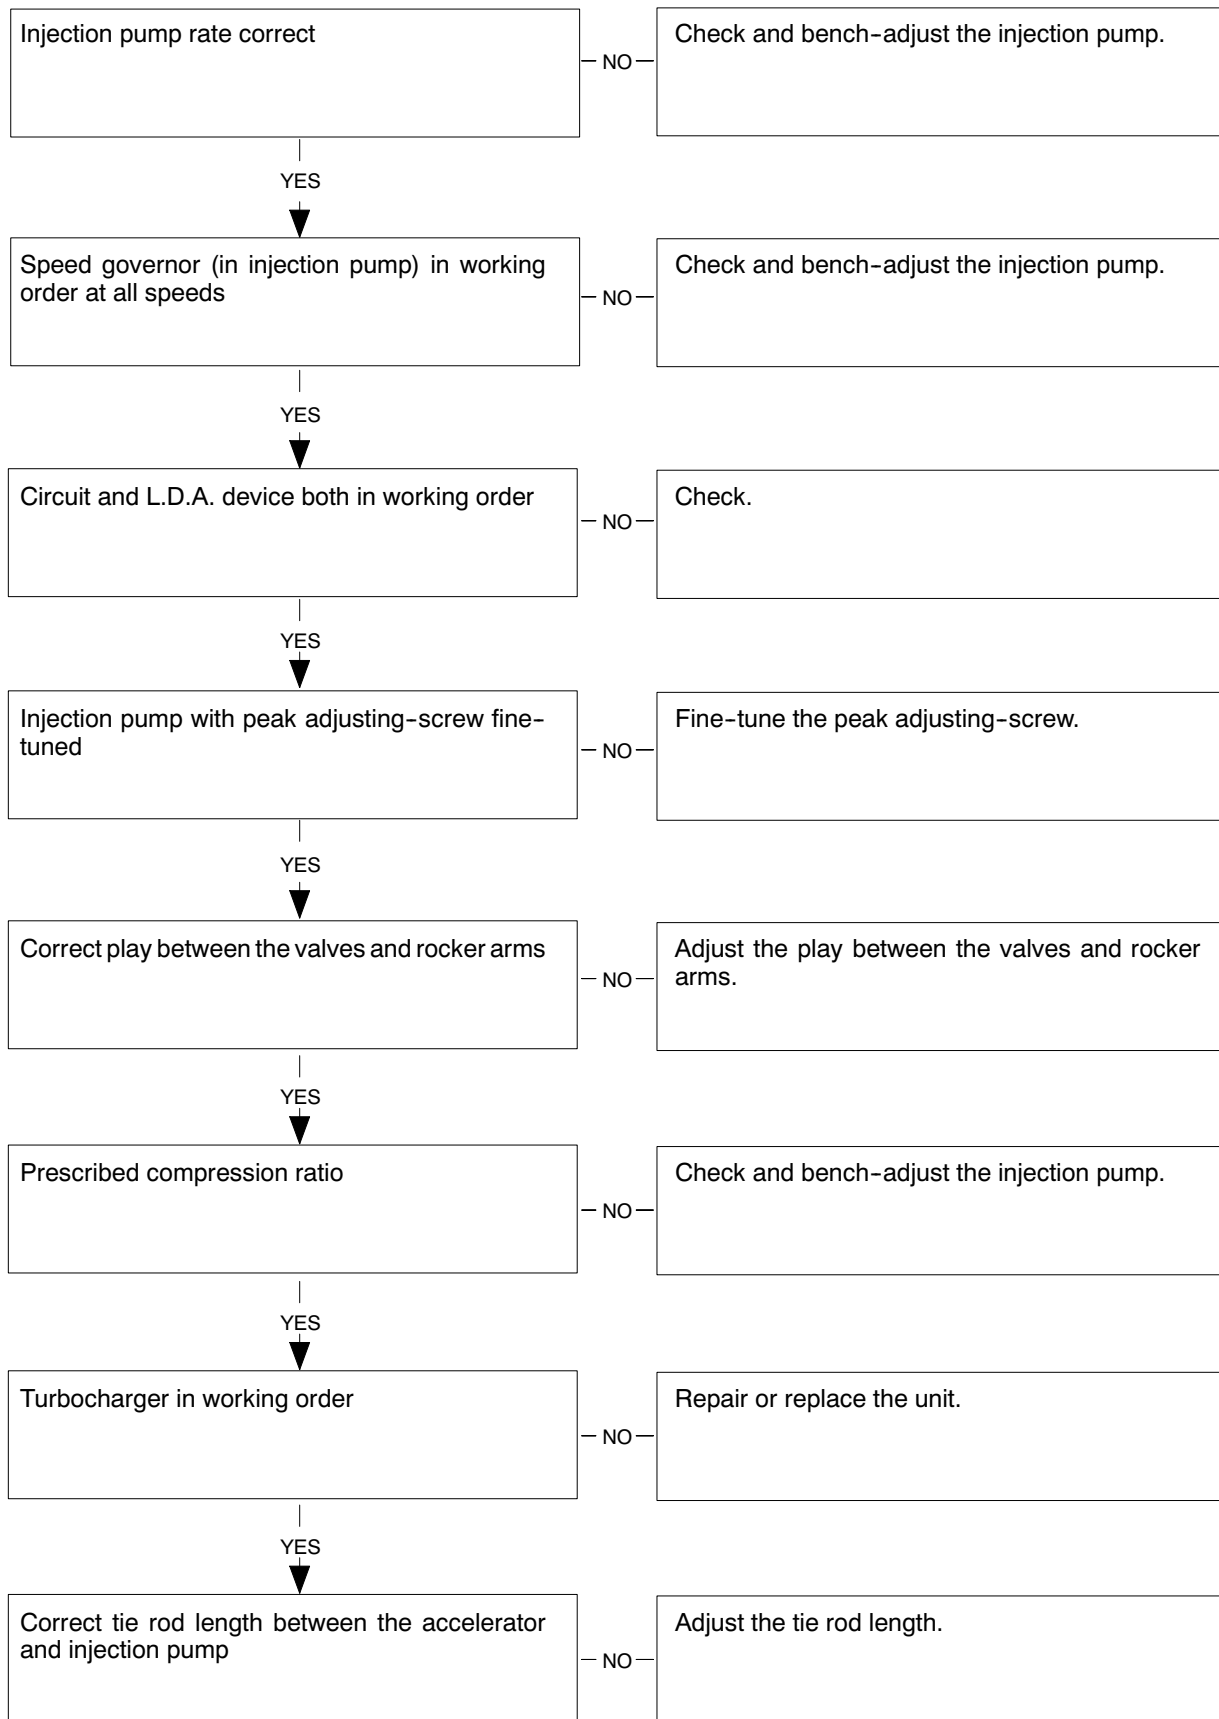 Injection pump rate correct
NO
Check and bench-adjust the injection pump.
YES
Speed governor (in injection pump) in working
order at all speeds
NO
Check and bench-adjust the injection pump.
YES
Circuit and L.D.A. device both in working order
NO
Check.
YES
Injection pump with peak adjusting-screw fine-
tuned
NO
Fine-tune the peak adjusting-screw.
YES
Correct play between the valves and rocker arms
NO
Adjust the play between the valves and rocker
arms.
YES
Prescribed compression ratio
NO
Check and bench-adjust the injection pump.
YES
Turbocharger in working order
NO
Repair or replace the unit.
YES
Correct tie rod length between the accelerator
and injection pump
NO
Adjust the tie rod length.